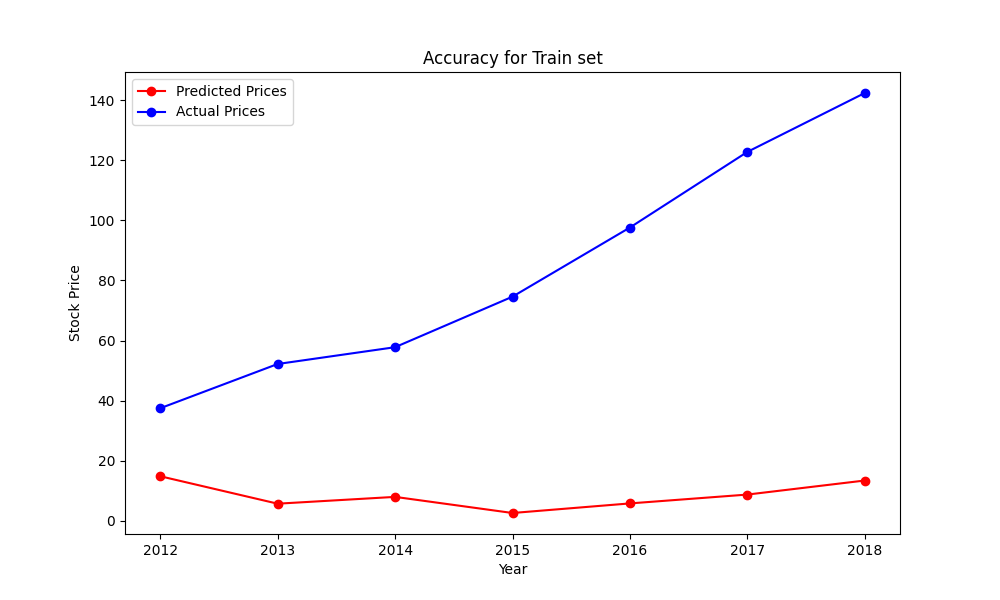 Accuracy for Train set
Predicted Prices
Actual Prices
140
120
100
80
60
40
20
0
Stock Price
2012 2013 2014 2015 2016 2017 2018
Year